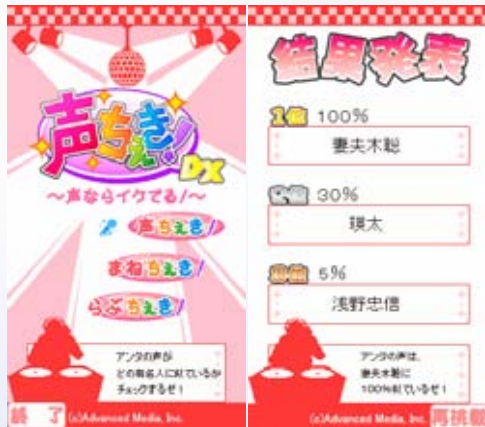 声ちぇき!
DX
～声ならイケてる!～
声ちぇき!
まねちぇき!
らぶちぇき!
アンタの声が
どの有名人に似ているか
チェックするぜ!
終了
(c)Advanced Media, Inc.
結果発表
1位 100%
妻夫木聡
2位 30%
瑛太
3位 5%
浅野忠信
アンタの声は、
妻夫木聡に
100%似ているぜ!
(c)Advanced Media, Inc.
再挑戦